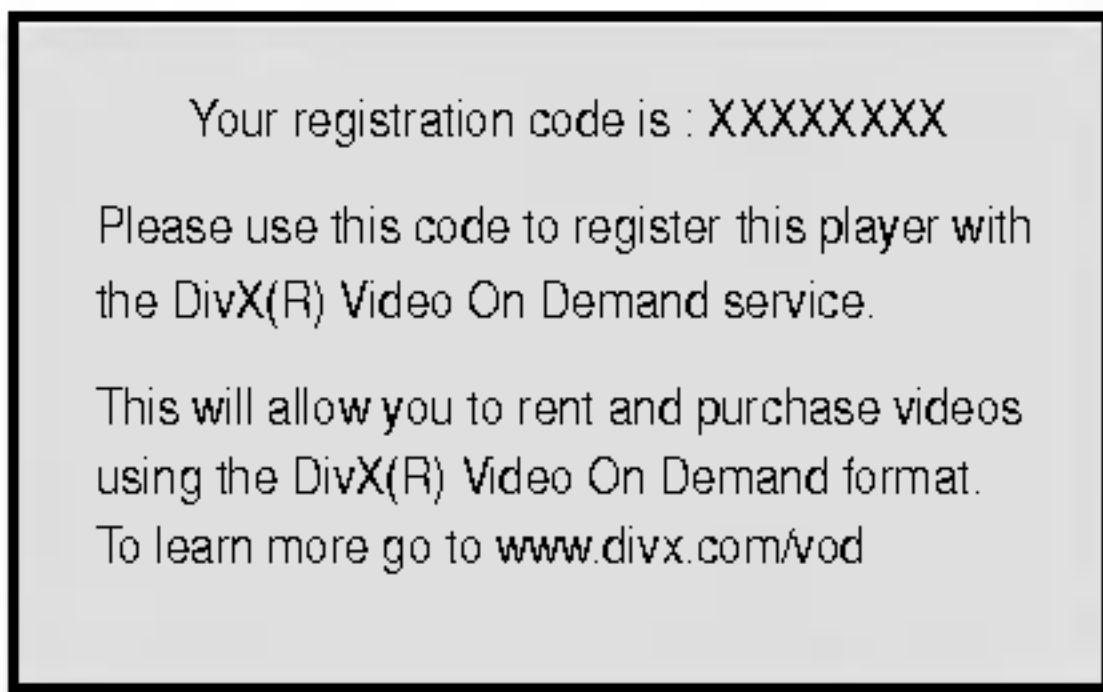 Your registration code is : XXXXXXXX
Please use this code to register this player with
the DivX(R) Video On Demand service.
This will allow you to rent and purchase videos
using the DivX(R) Video On Demand format.
To learn more go to www.divx.com/vod